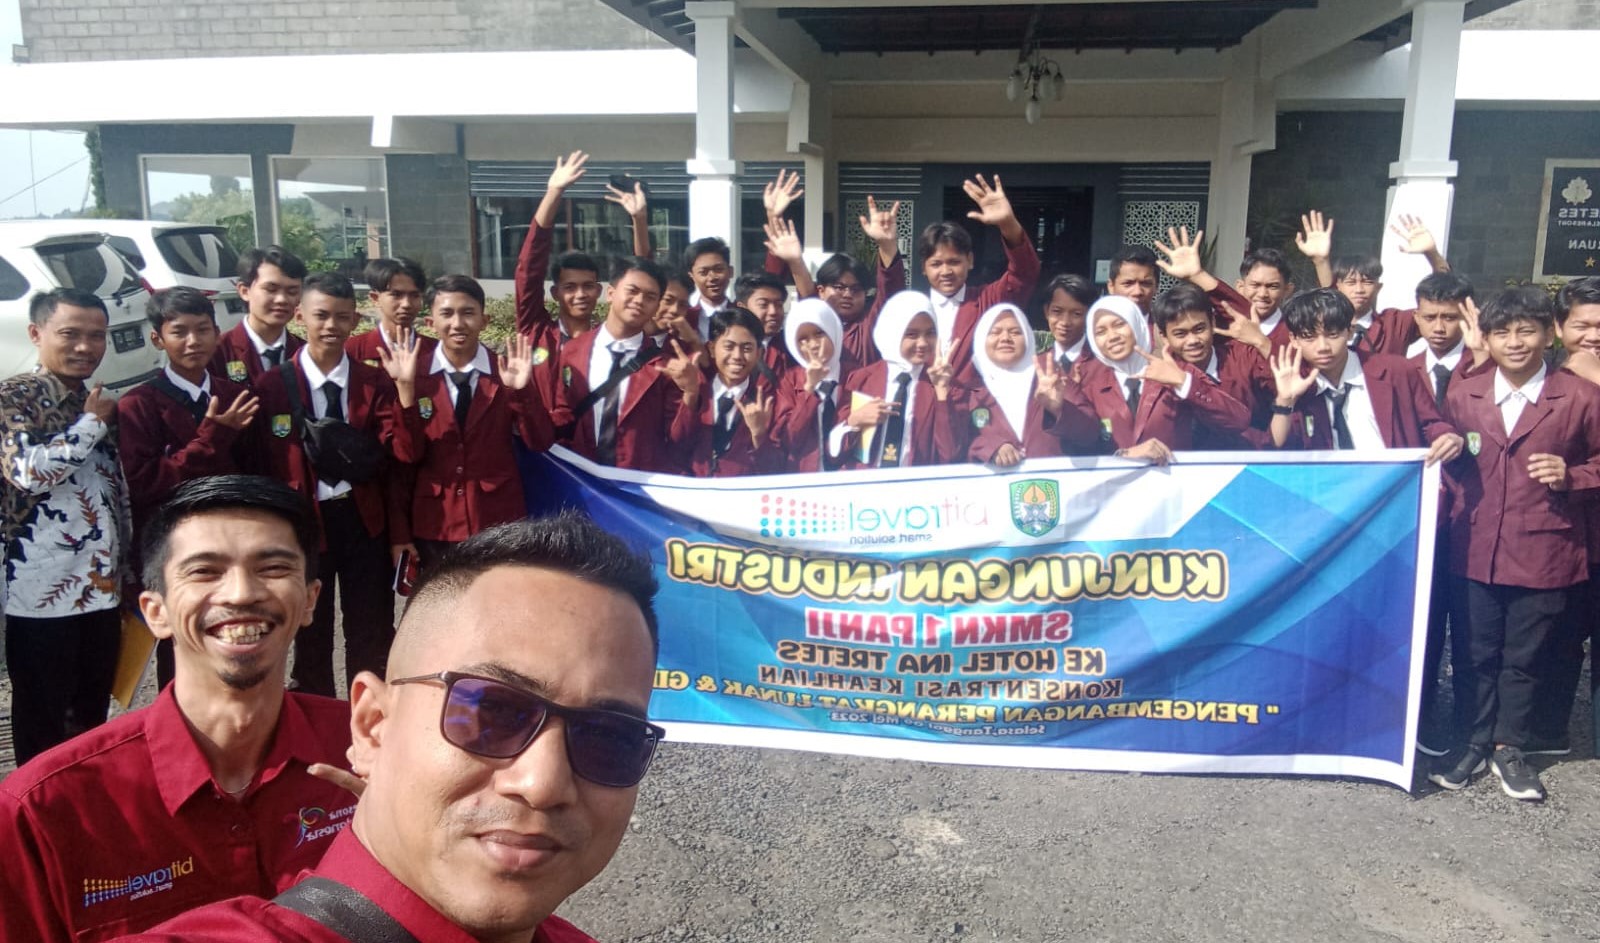 bitravel
smart solution
KUNJUNGAN INDUSTRI
SMKN 1 PANJI
KE HOTEL INA TRETES
KONSENTRASI KEAHLIAN
" PENGEMBANGAN PERANGKAT LUNAK & GI
Selasa, Tanggal 09 Mei 2023
bitravel
smart solution